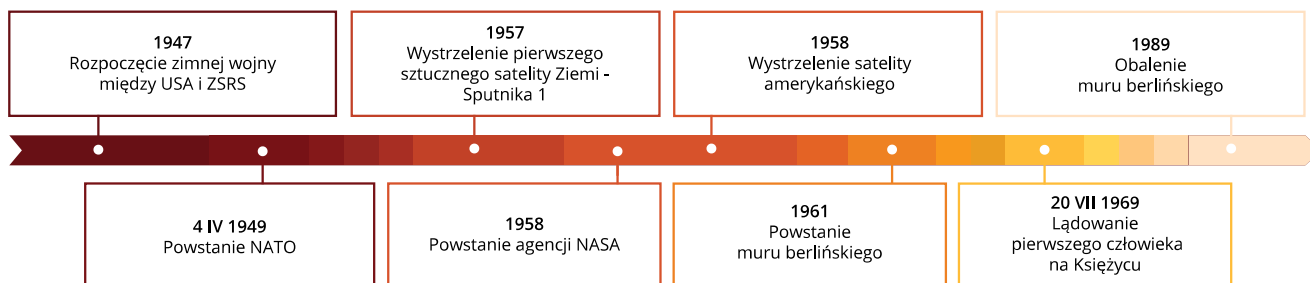 1947
Rozpoczęcie zimnej wojny
między USA i ZSRS
1957
Wystrzelenie pierwszego
sztucznego satelity Ziemi -
Sputnika 1
1958
Wystrzelenie satelity
amerykańskiego
1989
Obalenie
muru berlińskiego
4 IV 1949
Powstanie NATO
1958
Powstanie agencji NASA
1961
Powstanie
muru berlińskiego
20 VII 1969
Lądowanie
pierwszego człowieka
na Księżycu